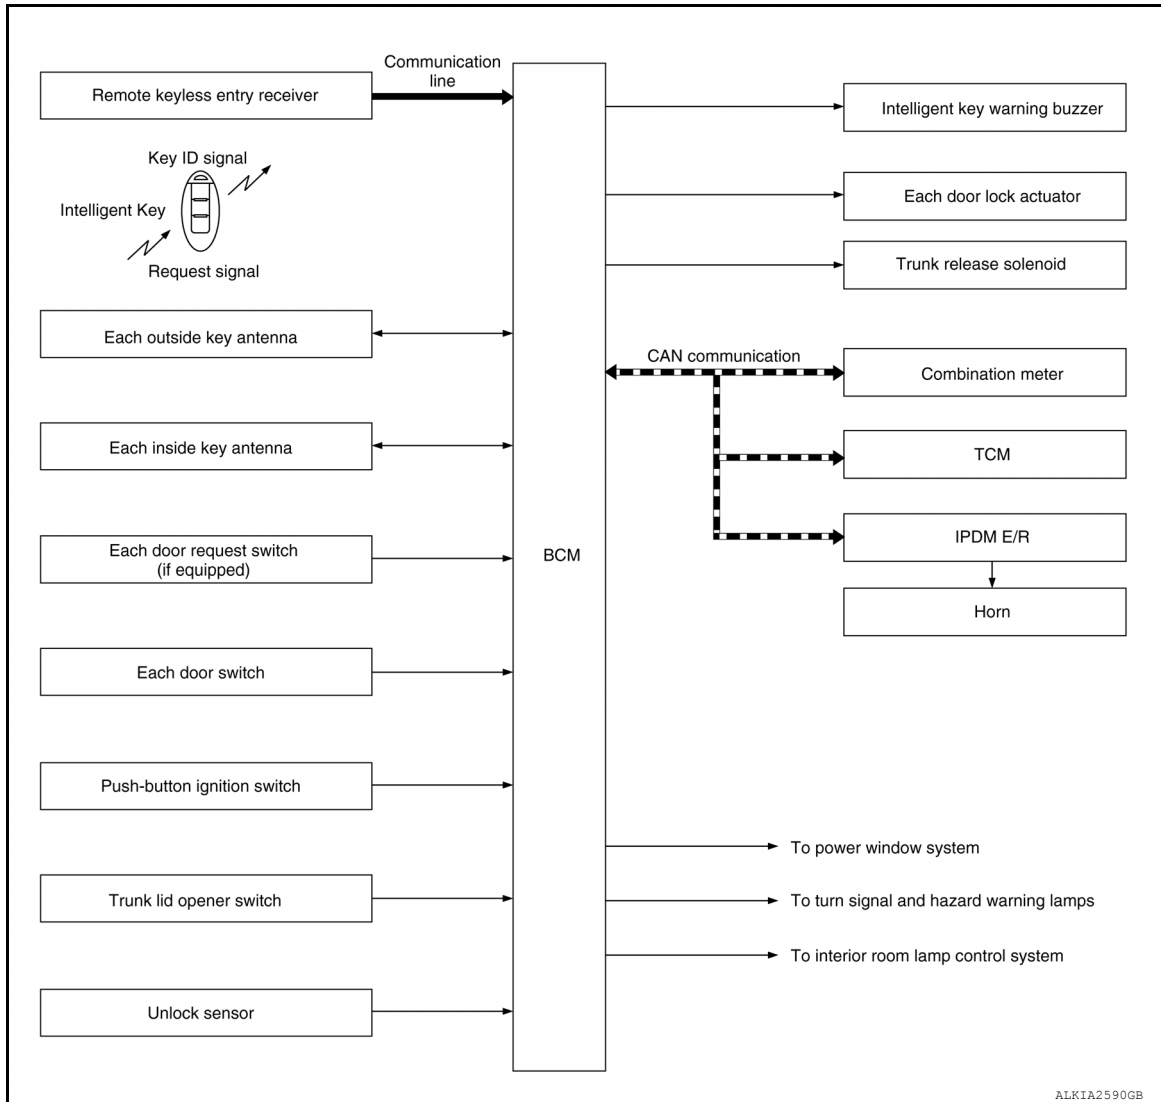 Communication
line
Remote keyless entry receiver
Key ID signal
Intelligent Key
Request signal
Each outside key antenna
Each inside key antenna
Each door request switch
(if equipped)
Each door switch
Push-button ignition switch
Trunk lid opener switch
Unlock sensor
BCM
Intelligent key warning buzzer
Each door lock actuator
Trunk release solenoid
CAN communication
Combination meter
TCM
IPDM E/R
Horn
To power window system
To turn signal and hazard warning lamps
To interior room lamp control system
ALKIA2590GB